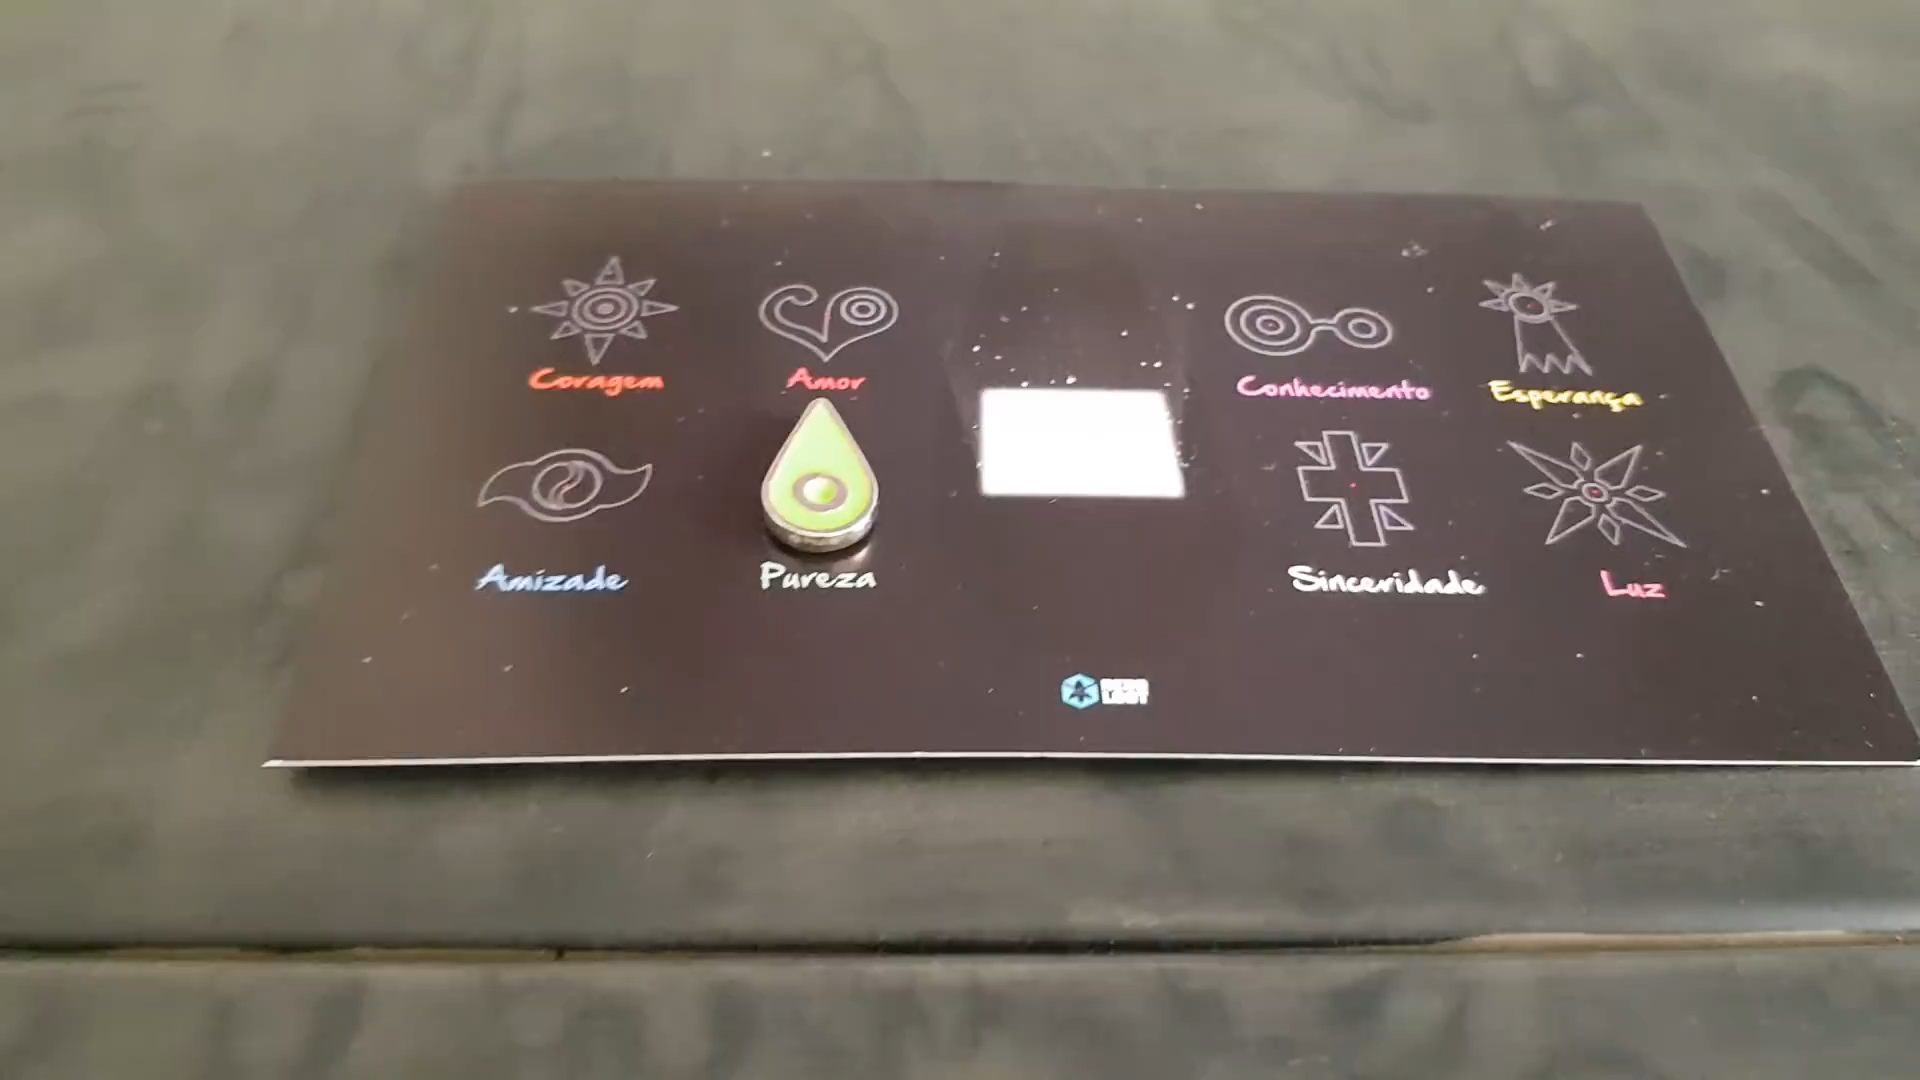 Coragem
Amor
Conhecimento
Esperança
Amizade
Pureza
Sinceridade
Luz